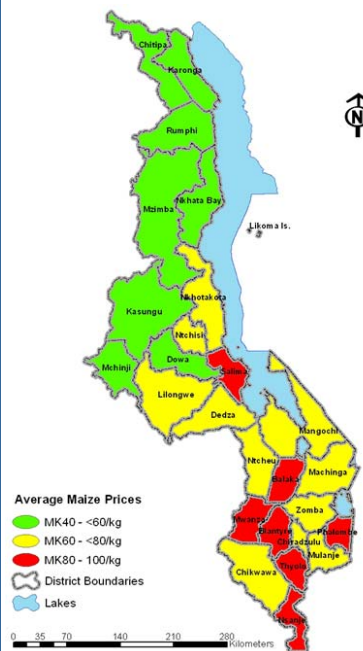 Chitipa
Karonga
Rumphi
N
Nkhata Bay
Mzimba
Likoma Is.
Nkhotakota
Kasungu
Ntchisi
Dowa
Mchinji
Salima
Lilongwe
Dedza
Mangochi
Ntcheu
Machinga
Balaka
Zomba
Mwanza
Blantyre
Phalombe
Chiradzulu
Mulanje
Thyolo
Chikwawa
Nsanje
Average Maize Prices
MK40 - <60/kg
MK60 - <80/kg
MK80 - 100/kg
District Boundaries
Lakes
0 35 70 140 210 280
Kilometers